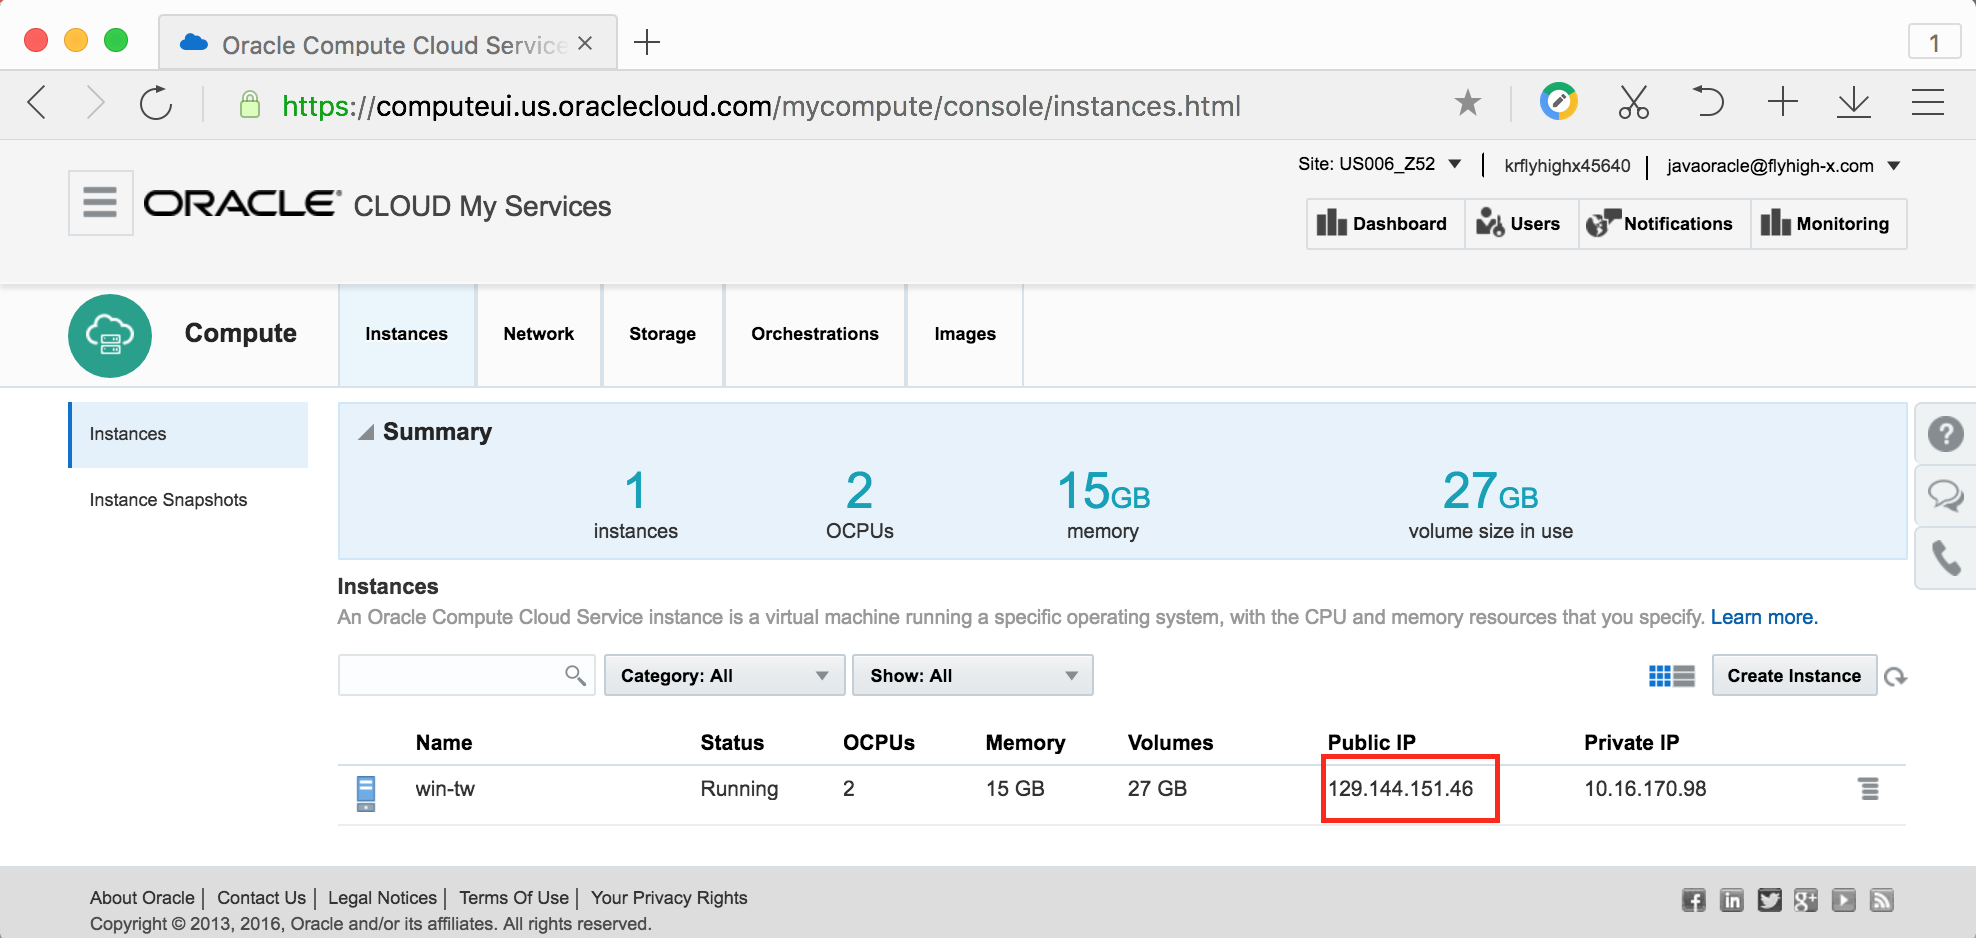 Oracle Compute Cloud Service
1
https://computeui.us.oraclecloud.com/mycompute/console/instances.html
Site: US006_Z52 krflyhighx45640 javaoracle@flyhigh-x.com
ORACLE CLOUD My Services
Dashboard Users Notifications Monitoring
Compute Instances Network Storage Orchestrations Images
Instances
Instance Snapshots
Summary
1 2 15GB 27GB
instances OCPUs memory volume size in use
Instances
An Oracle Compute Cloud Service instance is a virtual machine running a specific operating system, with the CPU and memory resources that you specify. Learn more.
Category: All Show: All Create Instance
Name Status OCPUs Memory Volumes Public IP Private IP
win-tw Running 2 15 GB 27 GB 129.144.151.46 10.16.170.98
About Oracle | Contact Us | Legal Notices | Terms Of Use | Your Privacy Rights
Copyright © 2013, 2016, Oracle and/or its affiliates. All rights reserved.